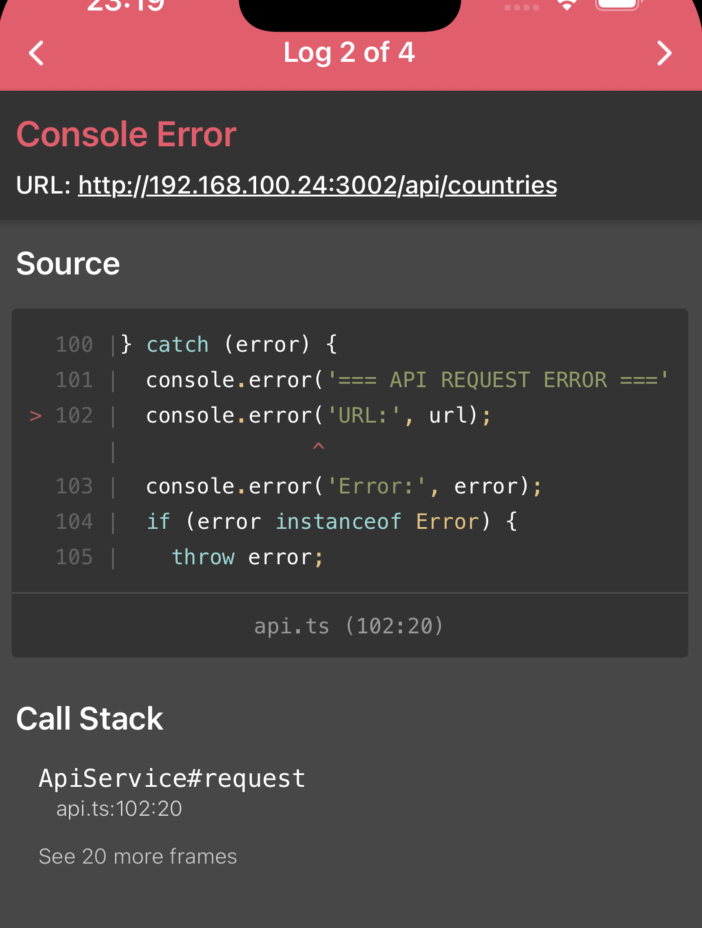 23:19
Log 2 of 4
Console Error
URL: http://192.168.100.24:3002/api/countries
Source
100 |} catch (error) {
101 |  console.error('=== API REQUEST ERROR ==='
> 102 |  console.error('URL:', url);
|               ^
103 |  console.error('Error:', error);
104 |  if (error instanceof Error) {
105 |    throw error;
api.ts (102:20)
Call Stack
ApiService#request
api.ts:102:20
See 20 more frames